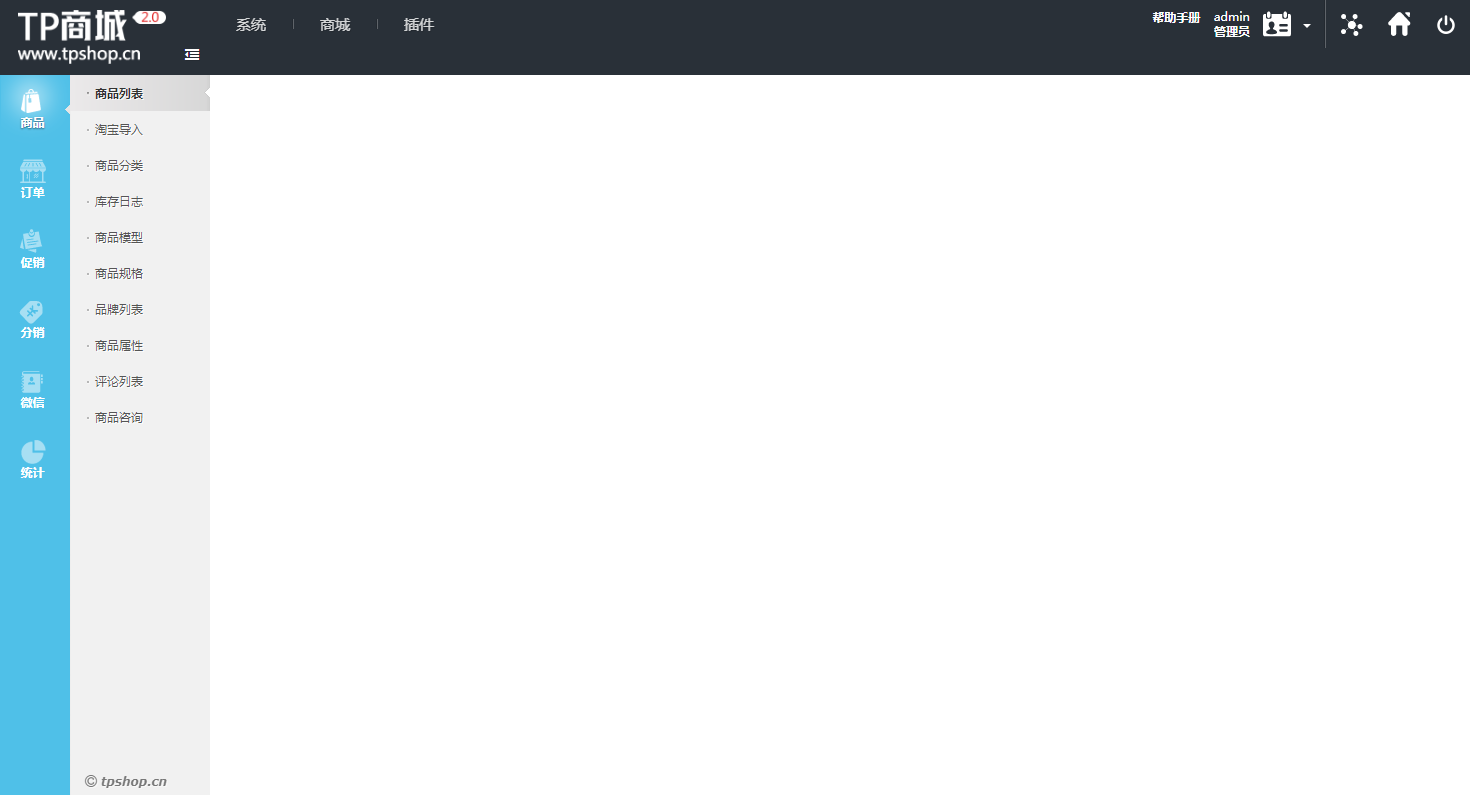 TP商城 2.0
www.tpshop.cn
系统
商城
插件
帮助手册
admin
管理员
商品
订单
促销
分销
微信
统计
· 商品列表
· 淘宝导入
· 商品分类
· 库存日志
· 商品模型
· 商品规格
· 品牌列表
· 商品属性
· 评论列表
· 商品咨询
© tpshop.cn